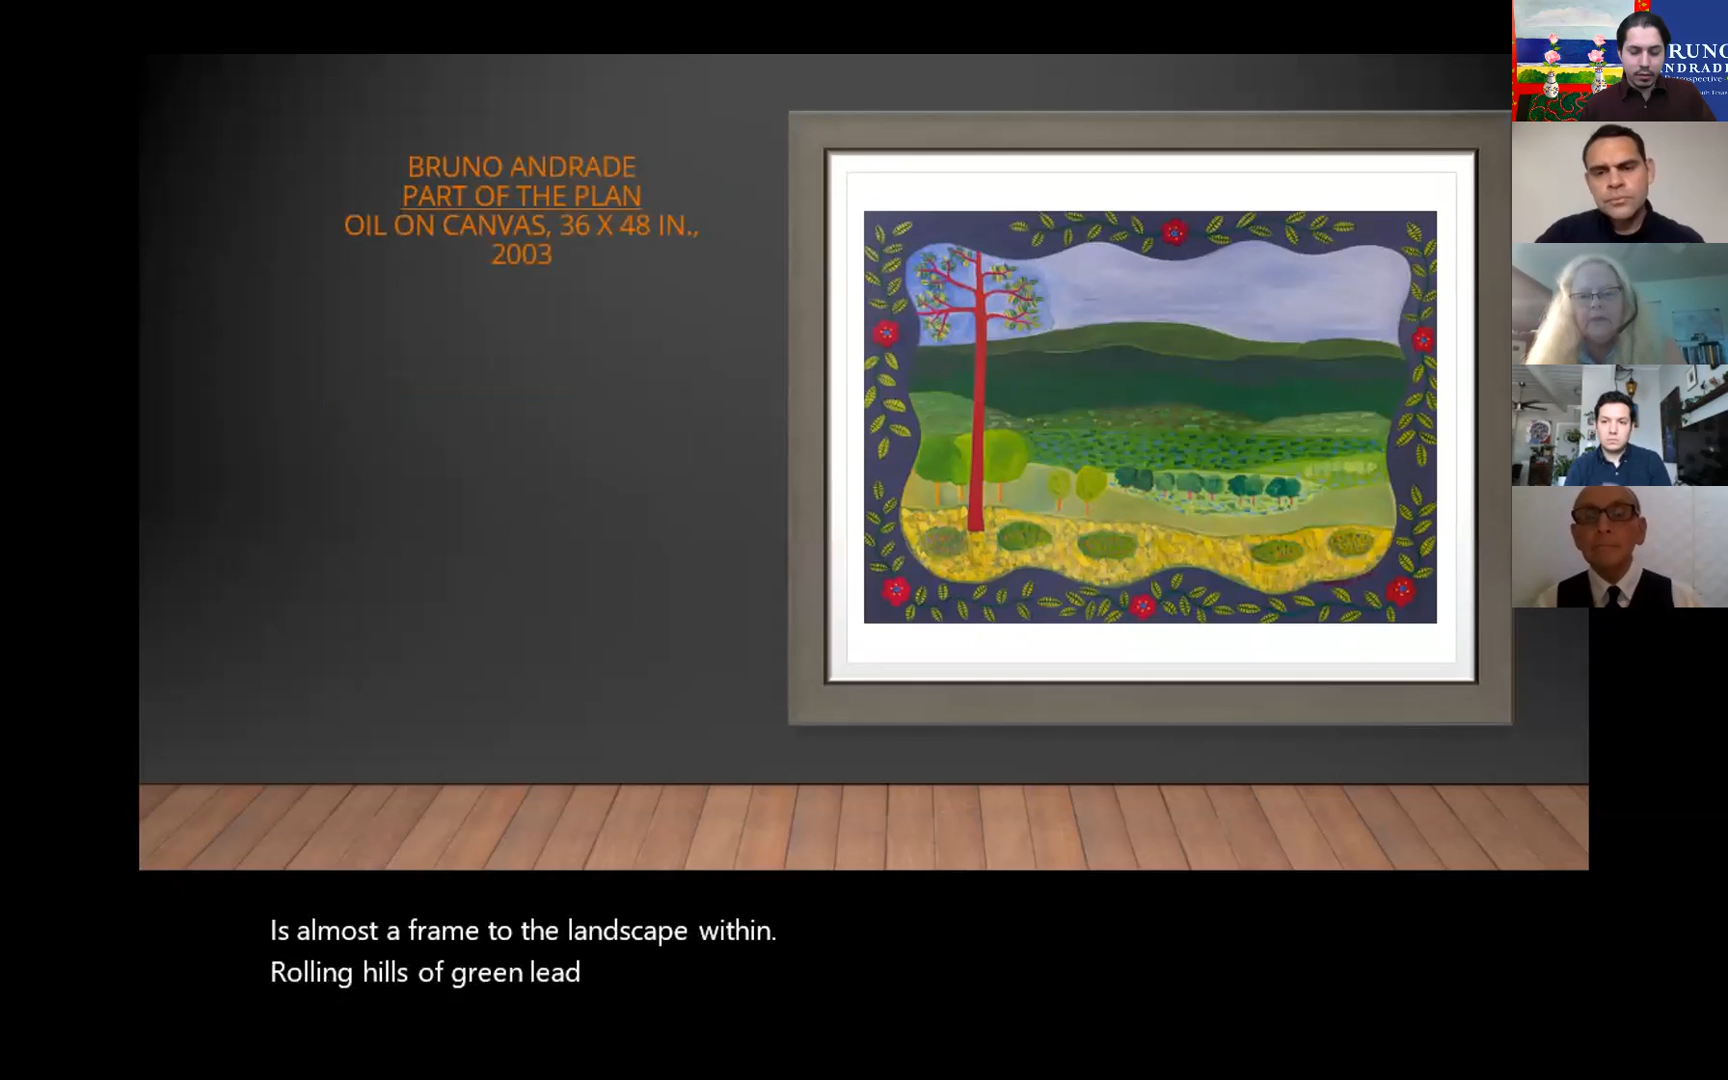 BRUNO ANDRADE
PART OF THE PLAN
OIL ON CANVAS, 36 X 48 IN.,
2003
RUNO
NDRADE
Retrospective
Is almost a frame to the landscape within.
Rolling hills of green lead